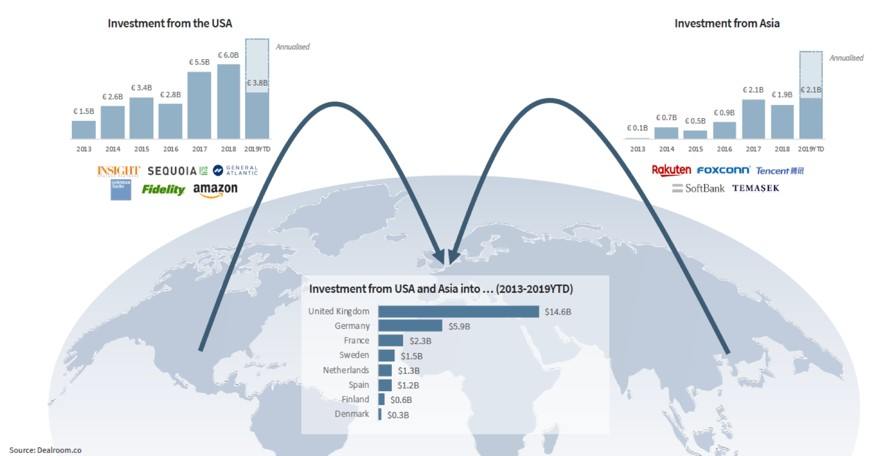 Investment from the USA
Annualised
€ 1.5B
€ 2.6B
€ 3.4B
€ 2.8B
€ 5.5B
€ 6.0B
€ 3.8B
2013 2014 2015 2016 2017 2018 2019YTD
INSIGHT SEQUOIA GENERAL ATLANTIC
Fidelity amazon
Investment from Asia
Annualised
€ 0.1B
€ 0.7B
€ 0.5B
€ 0.9B
€ 2.1B
€ 1.9B
€ 2.1B
2013 2014 2015 2016 2017 2018 2019YTD
Rakuten FOXCONN Tencent 腾讯
SoftBank TEMASEK
Investment from USA and Asia into ... (2013-2019YTD)
United Kingdom $14.6B
Germany $5.9B
France $2.3B
Sweden $1.5B
Netherlands $1.3B
Spain $1.2B
Finland $0.6B
Denmark $0.3B
Source: Dealroom.co